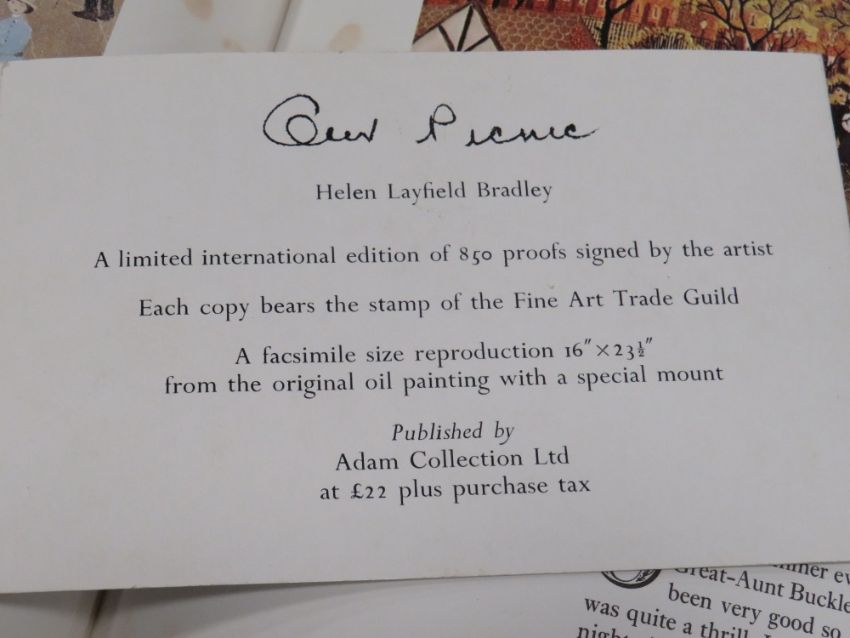 Our Picnic
Helen Layfield Bradley
A limited international edition of 850 proofs signed by the artist
Each copy bears the stamp of the Fine Art Trade Guild
A facsimile size reproduction 16″ × 23½″
from the original oil painting with a special mount
Published by
Adam Collection Ltd
at £22 plus purchase tax
Great-Aunt Buckle
been very good so
was quite a thrill